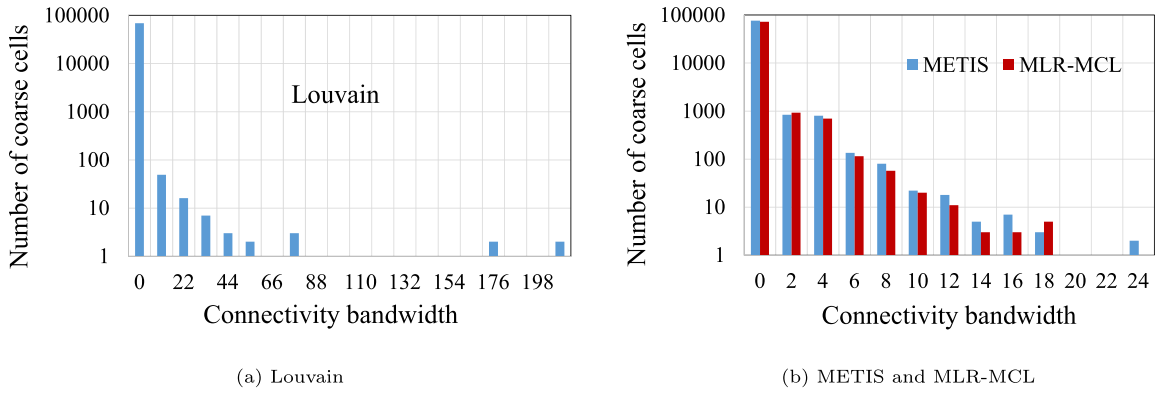 Number of coarse cells
100000
10000
1000
100
10
1
Louvain
0 22 44 66 88 110 132 154 176 198
Connectivity bandwidth
(a) Louvain
Number of coarse cells
100000
10000
1000
100
10
1
METIS MLR-MCL
0 2 4 6 8 10 12 14 16 18 20 22 24
Connectivity bandwidth
(b) METIS and MLR-MCL